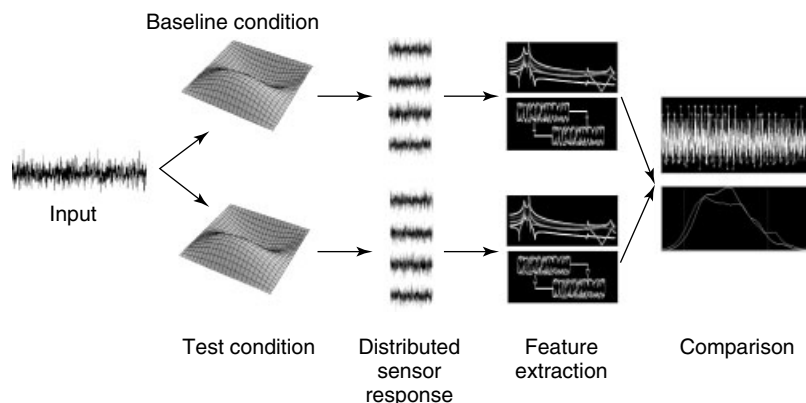 Baseline condition
Input
Test condition
Distributed
sensor
response
Feature
extraction
Comparison